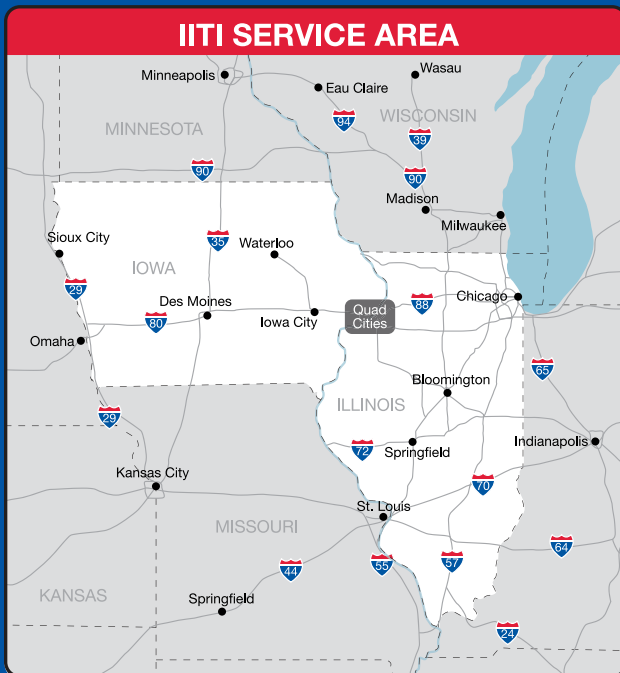 IITI SERVICE AREA
Wasau
Minneapolis
Eau Claire
WISCONSIN
94
MINNESOTA
39
90
90
Madison
Milwaukee
Sioux City
35
Waterloo
IOWA
29
Chicago
88
Des Moines
Quad
Cities
80
Iowa City
Omaha
65
Bloomington
29
ILLINOIS
Indianapolis
72
Springfield
Kansas City
70
St. Louis
MISSOURI
64
55
57
44
KANSAS
Springfield
24